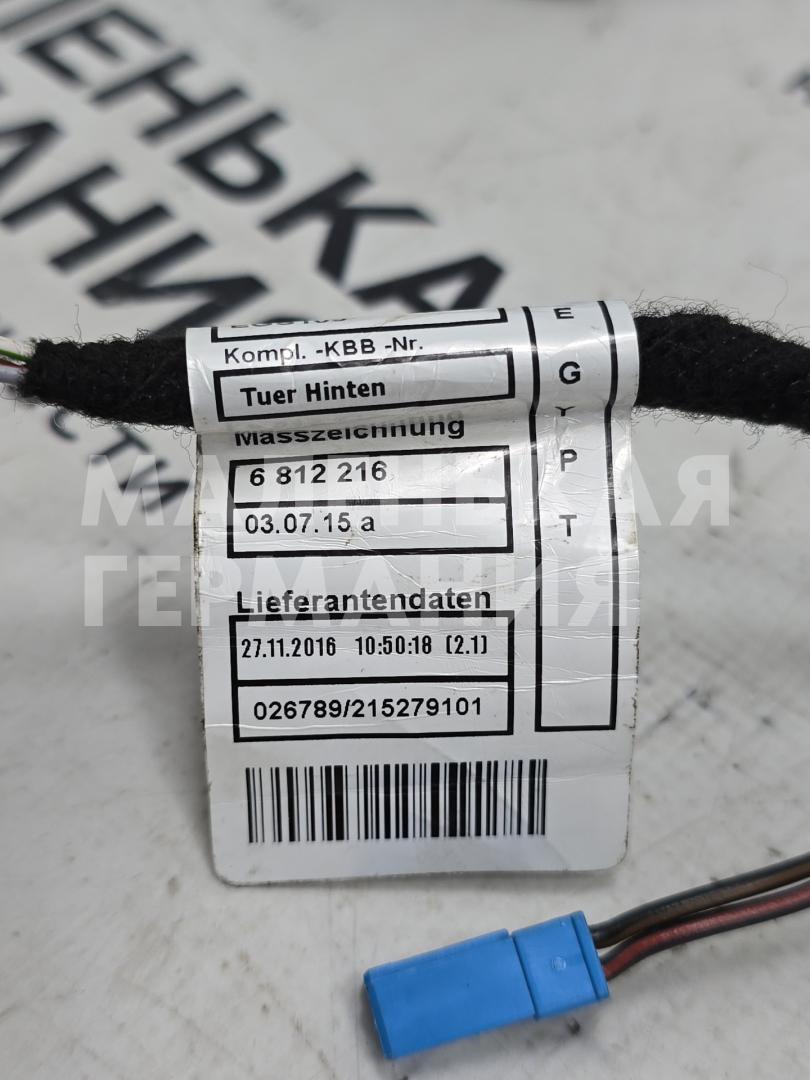 Kompl. -KBB -Nr.
Tuer Hinten
Masszeichnung
6 812 216
03.07.15 a
Lieferantendaten
27.11.2016 10:50:18 (2.1)
026789/215279101
E
G
Y
P
T
МАЛЕНЬКАЯ
ГЕРМАНИЯ